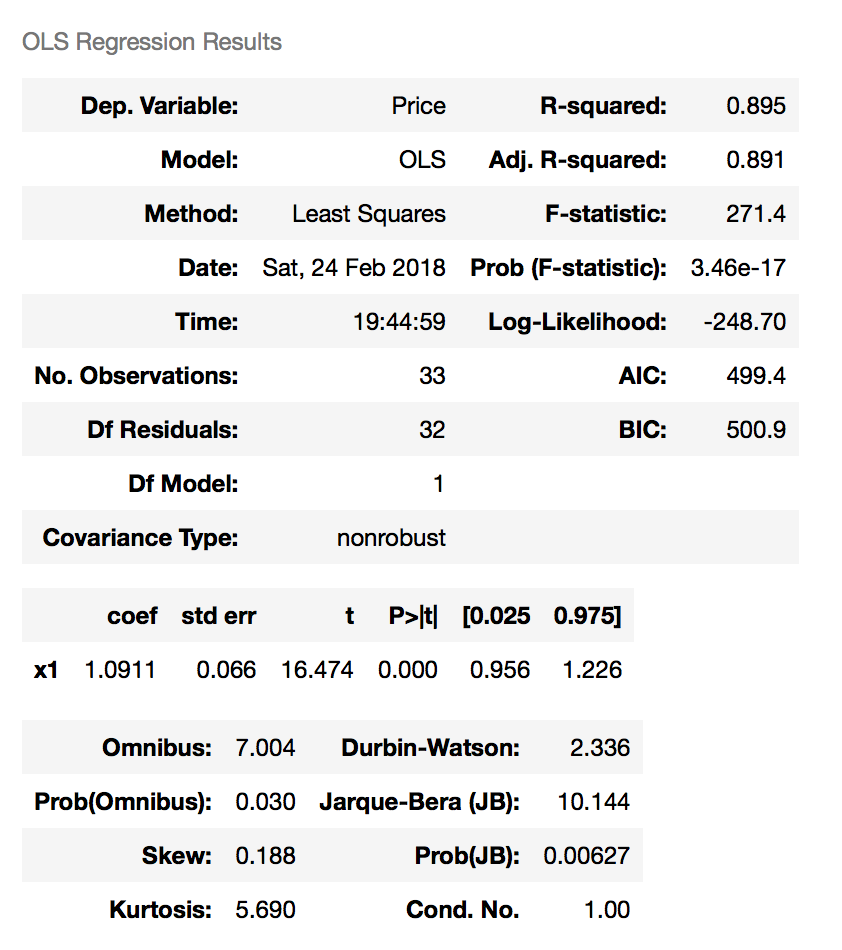 OLS Regression Results
Dep. Variable: Price R-squared: 0.895
Model: OLS Adj. R-squared: 0.891
Method: Least Squares F-statistic: 271.4
Date: Sat, 24 Feb 2018 Prob (F-statistic): 3.46e-17
Time: 19:44:59 Log-Likelihood: -248.70
No. Observations: 33 AIC: 499.4
Df Residuals: 32 BIC: 500.9
Df Model: 1
Covariance Type: nonrobust
coef std err t P>|t| [0.025 0.975]
x1 1.0911 0.066 16.474 0.000 0.956 1.226
Omnibus: 7.004 Durbin-Watson: 2.336
Prob(Omnibus): 0.030 Jarque-Bera (JB): 10.144
Skew: 0.188 Prob(JB): 0.00627
Kurtosis: 5.690 Cond. No. 1.00